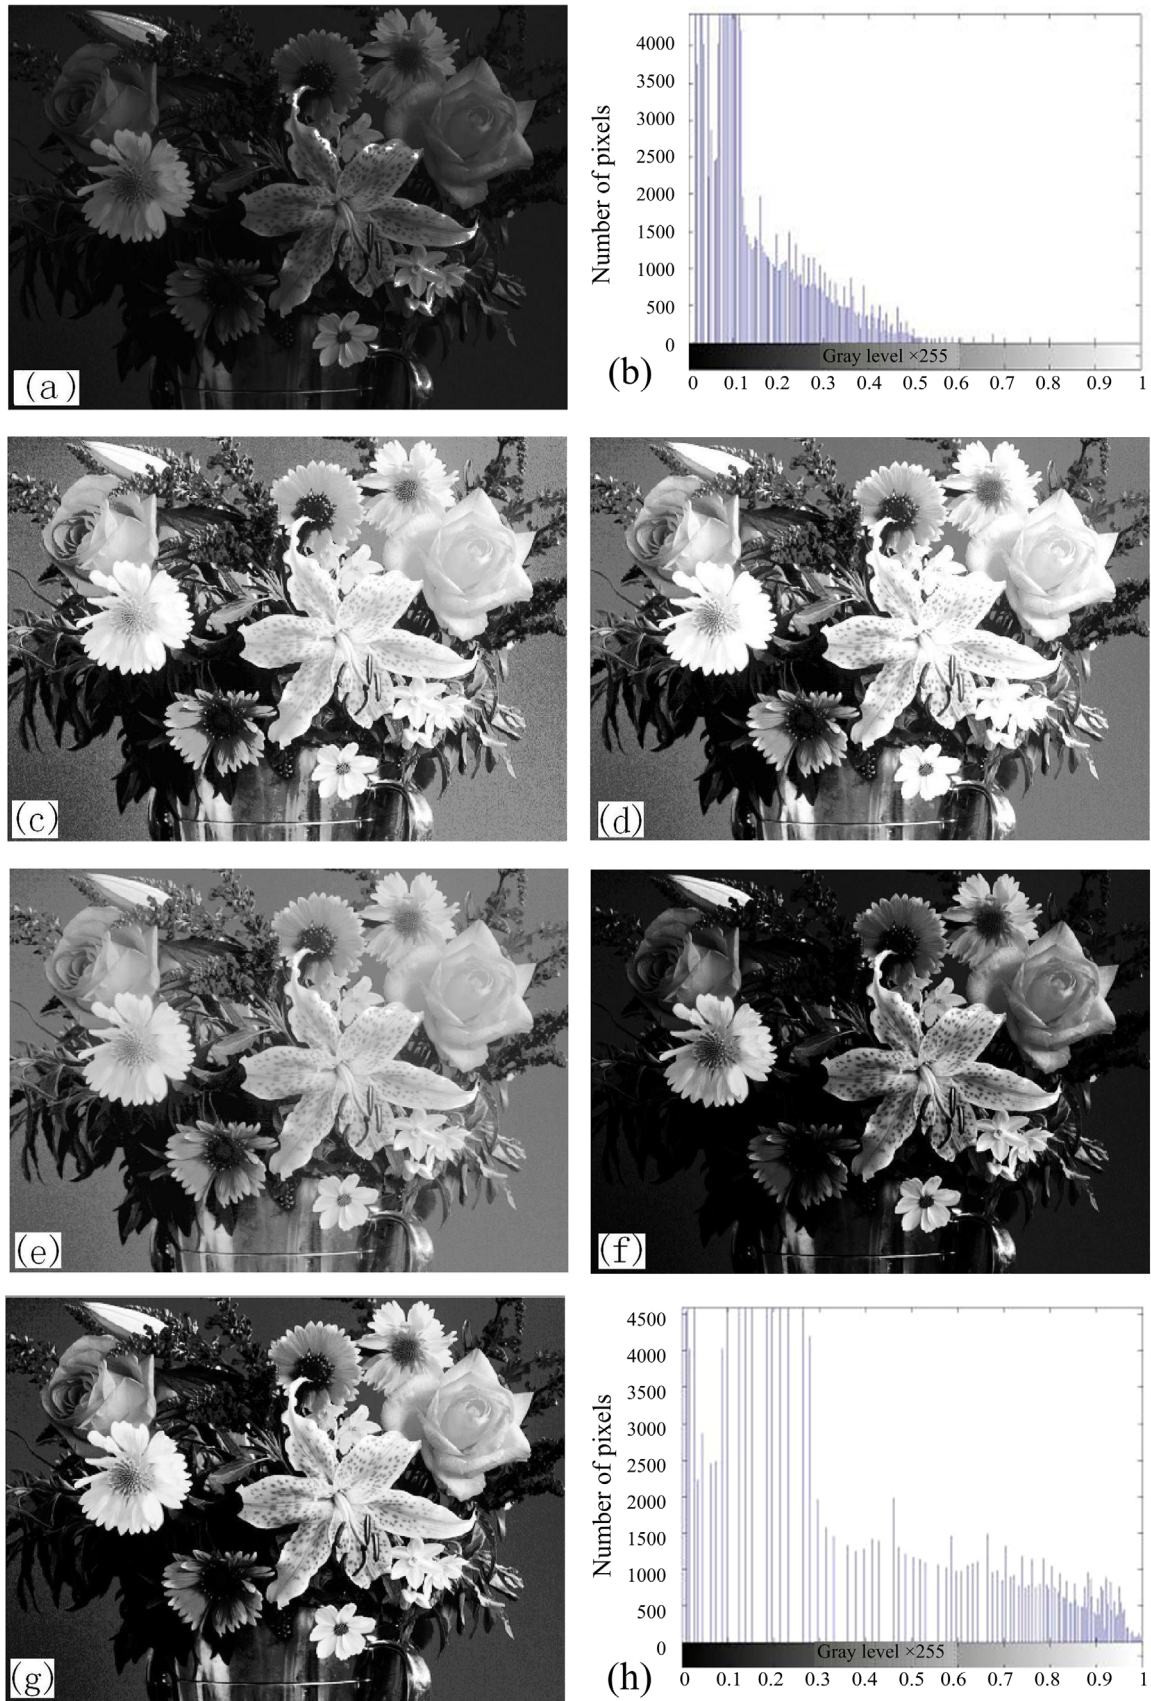 (a)
4000
3500
3000
2500
2000
1500
1000
500
0
Number of pixels
Gray level ×255
0 0.1 0.2 0.3 0.4 0.5 0.6 0.7 0.8 0.9 1
(b)
(c)
(d)
(e)
(f)
(g)
4500
4000
3500
3000
2500
2000
1500
1000
500
0
Number of pixels
Gray level ×255
0 0.1 0.2 0.3 0.4 0.5 0.6 0.7 0.8 0.9 1
(h)